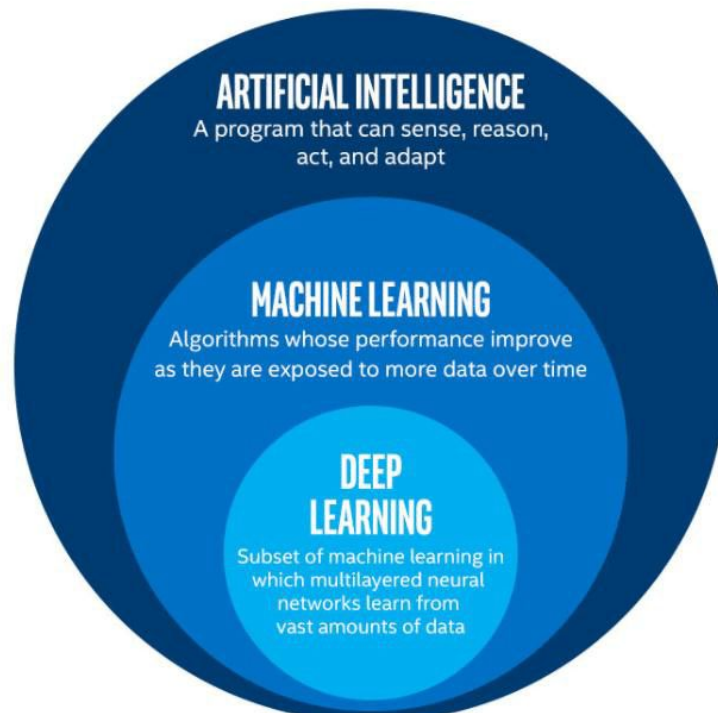 ARTIFICIAL INTELLIGENCE
A program that can sense, reason,
act, and adapt
MACHINE LEARNING
Algorithms whose performance improve
as they are exposed to more data over time
DEEP
LEARNING
Subset of machine learning in
which multilayered neural
networks learn from
vast amounts of data